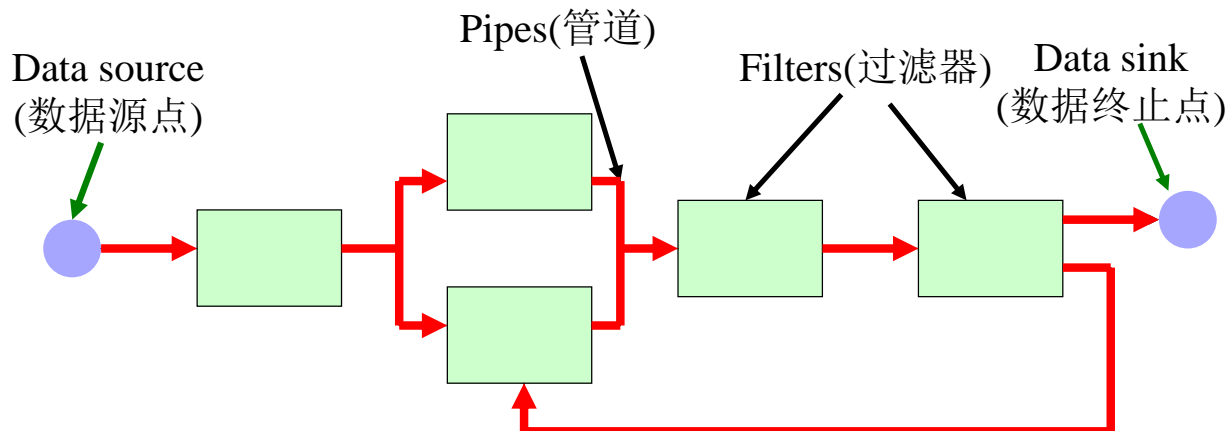 Data source
(数据源点)
Pipes(管道)
Filters(过滤器)
Data sink
(数据终止点)